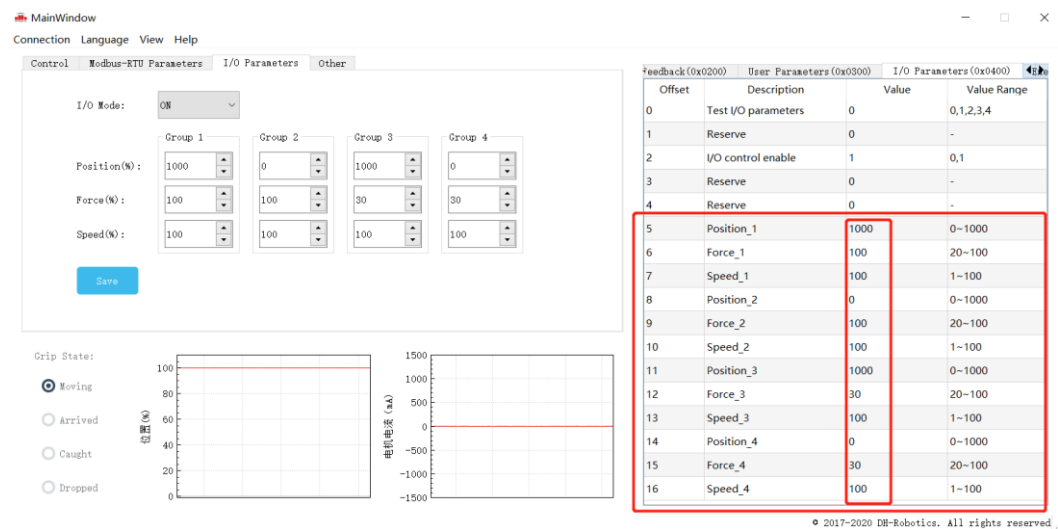 MainWindow
Connection Language View Help
Control Modbus-RTU Parameters I/O Parameters Other
I/O Mode: ON
Group 1 Group 2 Group 3 Group 4
Position(%): 1000 0 1000 0
Force(%): 100 100 30 30
Speed(%): 100 100 100 100
Save
Grip State:
Moving
Arrived
Caught
Dropped
位置(%)
100
80
60
40
20
0
电机电流 (mA)
1500
1000
500
0
-500
-1000
-1500
Feedback(0x0200) User Parameters(0x0300) I/O Parameters(0x0400)
Offset Description Value Value Range
0 Test I/O parameters 0 0,1,2,3,4
1 Reserve 0 -
2 I/O control enable 1 0,1
3 Reserve 0 -
4 Reserve 0 -
5 Position_1 1000 0~1000
6 Force_1 100 20~100
7 Speed_1 100 1~100
8 Position_2 0 0~1000
9 Force_2 100 20~100
10 Speed_2 100 1~100
11 Position_3 1000 0~1000
12 Force_3 30 20~100
13 Speed_3 100 1~100
14 Position_4 0 0~1000
15 Force_4 30 20~100
16 Speed_4 100 1~100
© 2017-2020 DH-Robotics. All rights reserved